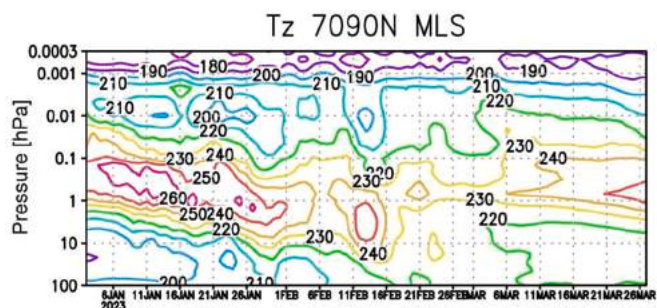 Tz 7090N MLS
Pressure [hPa]
0.0003
0.001
0.01
0.1
1
10
100
190 180 200 210 190 200 190
210 210 210
210 200 220
220 220
230 240 230 240
250 230
260 230
250 240
220 230 220
240
200 210
6JAN 11JAN 16JAN 21JAN 26JAN 1FEB 6FEB 11FEB 16FEB 21FEB 26FEB 1MAR 6MAR 11MAR 16MAR 21MAR 26MAR
2023